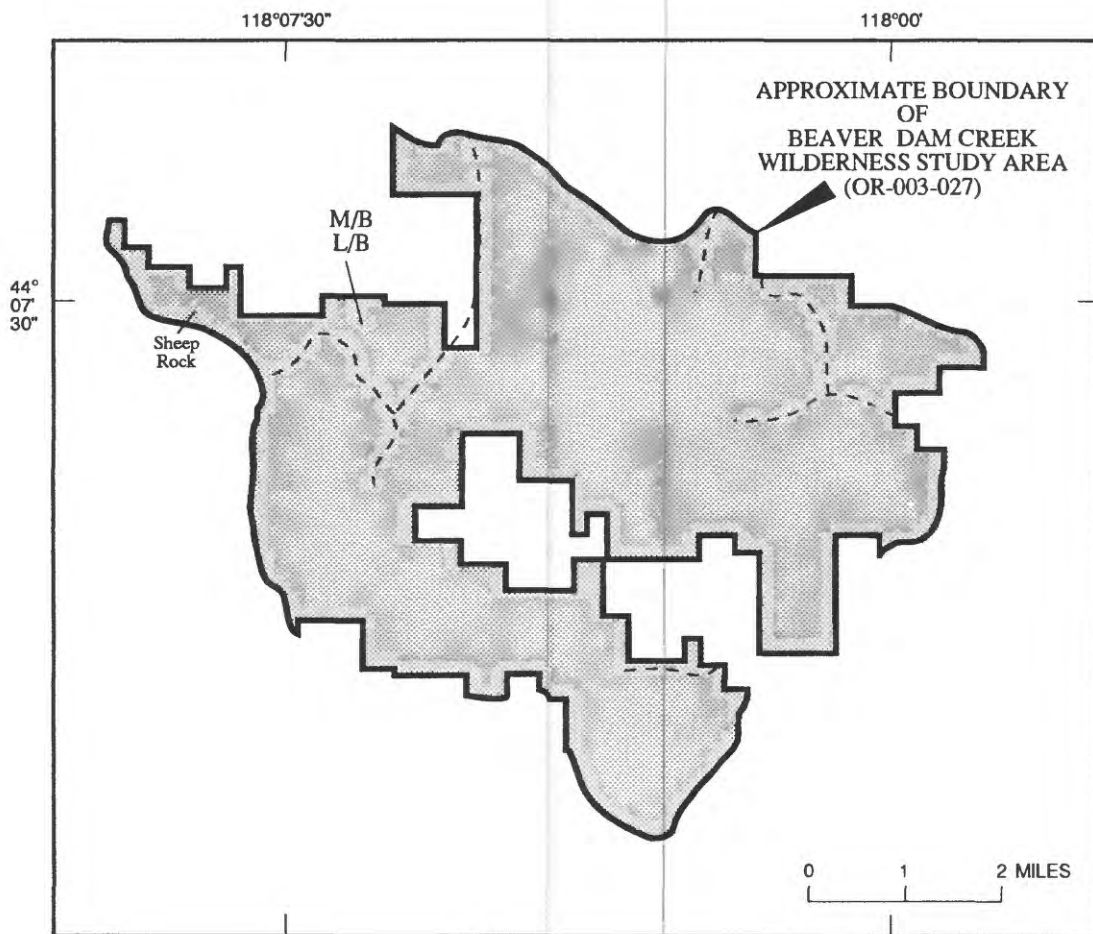 118°07'30"
118°00'
APPROXIMATE BOUNDARY
OF
BEAVER DAM CREEK
WILDERNESS STUDY AREA
(OR-003-027)
M/B
L/B
44°
07'
30"
Sheep
Rock
0 1 2 MILES